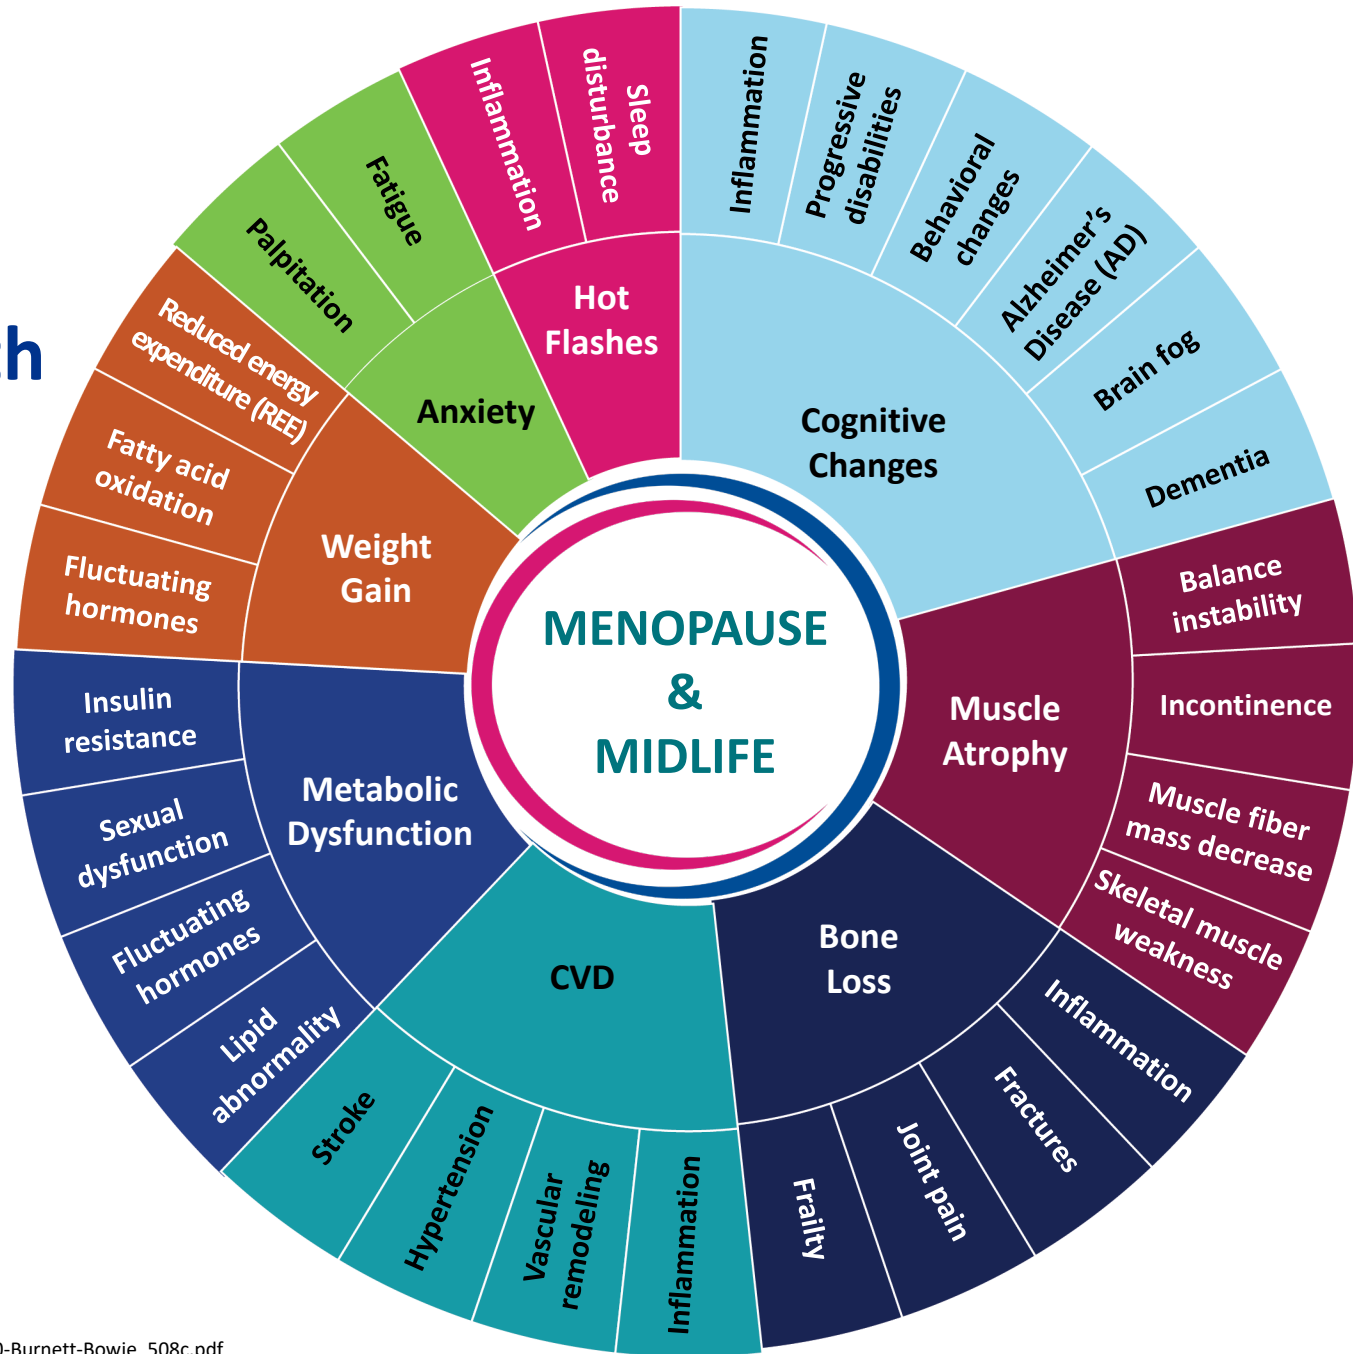 Sleep
disturbance
Inflammation
Hot
Flashes
Inflammation
Progressive
disabilities
Behavioral
changes
Alzheimer’s
Disease (AD)
Brain fog
Dementia
Cognitive
Changes
Balance
instability
Incontinence
Muscle fiber
mass decrease
Skeletal muscle
weakness
Muscle
Atrophy
Inflammation
Fractures
Joint pain
Frailty
Bone
Loss
Inflammation
Vascular
remodeling
Hypertension
Stroke
CVD
Lipid
abnormality
Fluctuating
hormones
Sexual
dysfunction
Insulin
resistance
Metabolic
Dysfunction
Fluctuating
hormones
Fatty acid
oxidation
Reduced energy
expenditure (REE)
Weight
Gain
Palpitation
Fatigue
Anxiety
MENOPAUSE
&
MIDLIFE
-Burnett-Bowie_508c.pdf